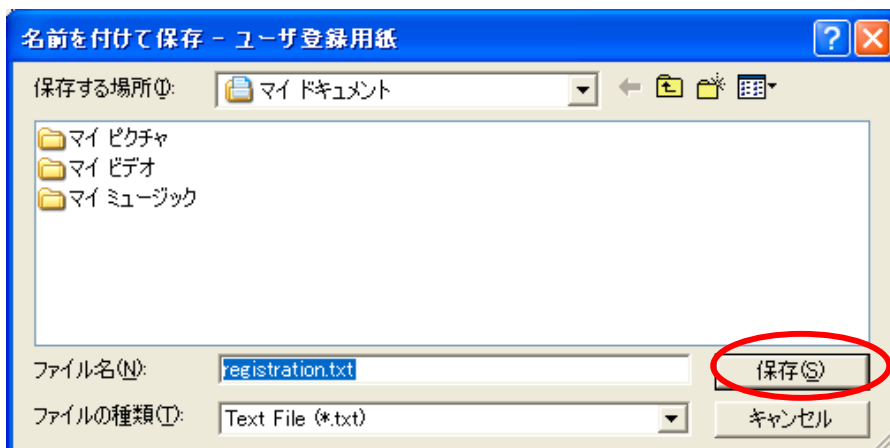 名前を付けて保存 - ユーザ登録用紙
保存する場所(I):
マイ ドキュメント
マイ ピクチャ
マイ ビデオ
マイ ミュージック
ファイル名(N):
registration.txt
保存(S)
ファイルの種類(T):
Text File (*.txt)
キャンセル